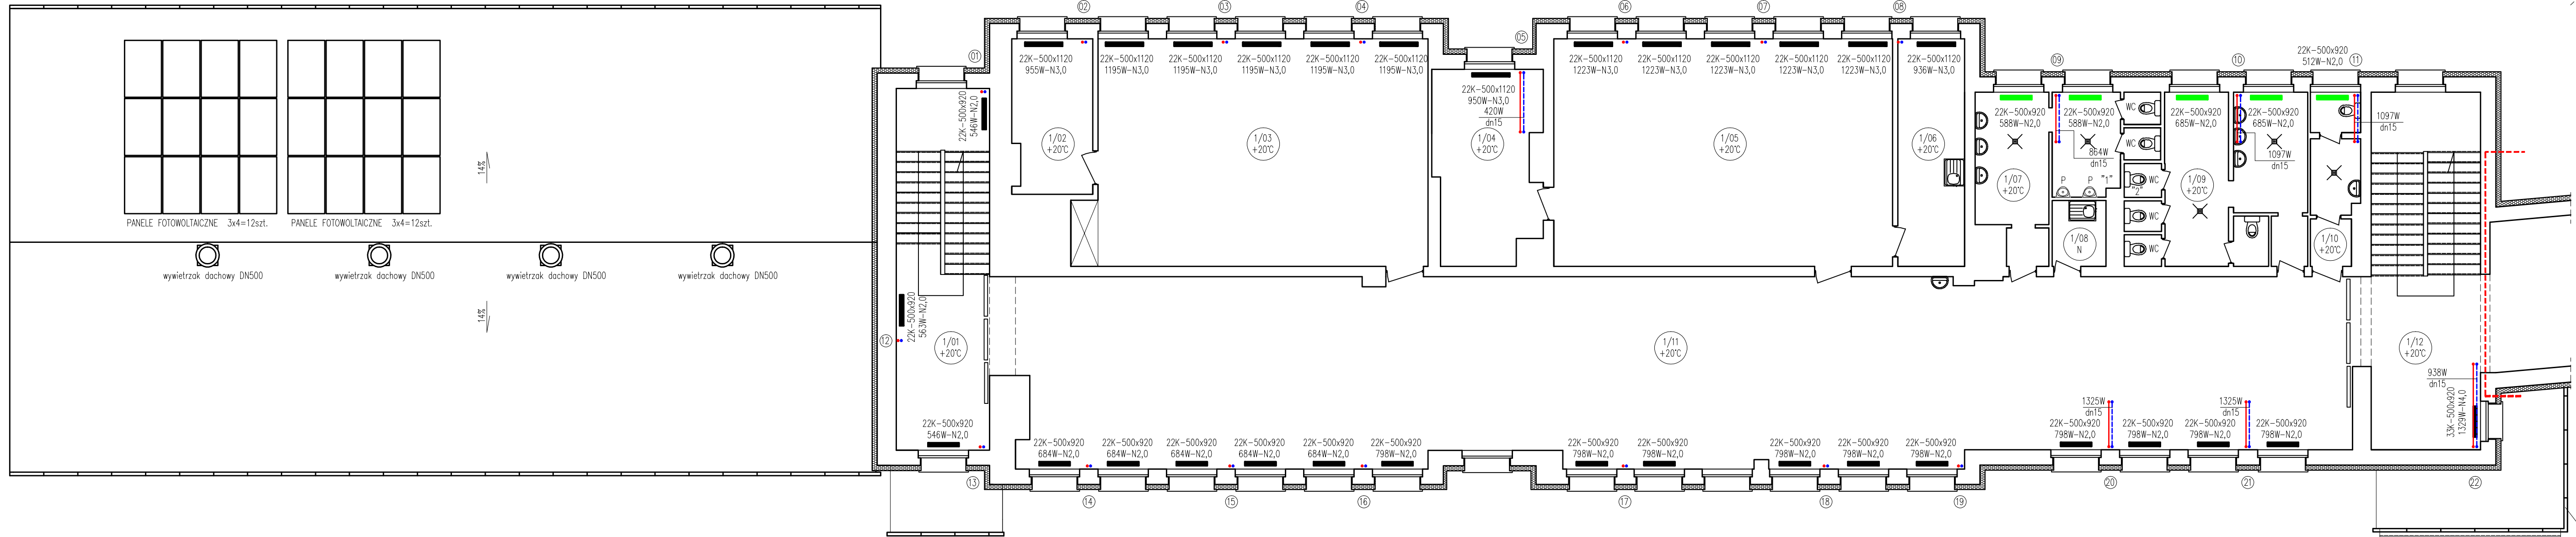 PANELE FOTOWOLTAICZNE 3x4=12szt.
PANELE FOTOWOLTAICZNE 3x4=12szt.
14%
14%
wywietrzak dachowy DN500
wywietrzak dachowy DN500
wywietrzak dachowy DN500
wywietrzak dachowy DN500
01
02
03
04
05
06
07
08
09
10
11
22K-500x920
546W-N2,0
22K-500x1120
955W-N3,0
22K-500x1120
1195W-N3,0
22K-500x1120
1195W-N3,0
22K-500x1120
1195W-N3,0
22K-500x1120
1195W-N3,0
22K-500x1120
1195W-N3,0
22K-500x1120
950W-N3,0
420W
dn15
22K-500x1120
1223W-N3,0
22K-500x1120
1223W-N3,0
22K-500x1120
1223W-N3,0
22K-500x1120
1223W-N3,0
22K-500x1120
1223W-N3,0
22K-500x1120
936W-N3,0
22K-500x920
588W-N2,0
22K-500x920
588W-N2,0
864W
dn15
22K-500x920
685W-N2,0
22K-500x920
685W-N2,0
1097W
dn15
22K-500x920
512W-N2,0
1097W
dn15
WC
WC
WC
WC
WC
P
P
"1"
"2"
1/02
+20°C
1/03
+20°C
1/04
+20°C
1/05
+20°C
1/06
+20°C
1/07
+20°C
1/08
N
1/09
+20°C
1/10
+20°C
12
22K-500x920
563W-N2,0
1/01
+20°C
1/11
+20°C
1/12
+20°C
22K-500x920
546W-N2,0
22K-500x920
684W-N2,0
22K-500x920
684W-N2,0
22K-500x920
684W-N2,0
22K-500x920
684W-N2,0
22K-500x920
684W-N2,0
22K-500x920
798W-N2,0
22K-500x920
798W-N2,0
22K-500x920
798W-N2,0
22K-500x920
798W-N2,0
22K-500x920
798W-N2,0
22K-500x920
798W-N2,0
1325W
dn15
22K-500x920
798W-N2,0
22K-500x920
798W-N2,0
1325W
dn15
22K-500x920
798W-N2,0
22K-500x920
798W-N2,0
938W
dn15
33K-500x920
1329W-N4,0
13
14
15
16
17
18
19
20
21
22